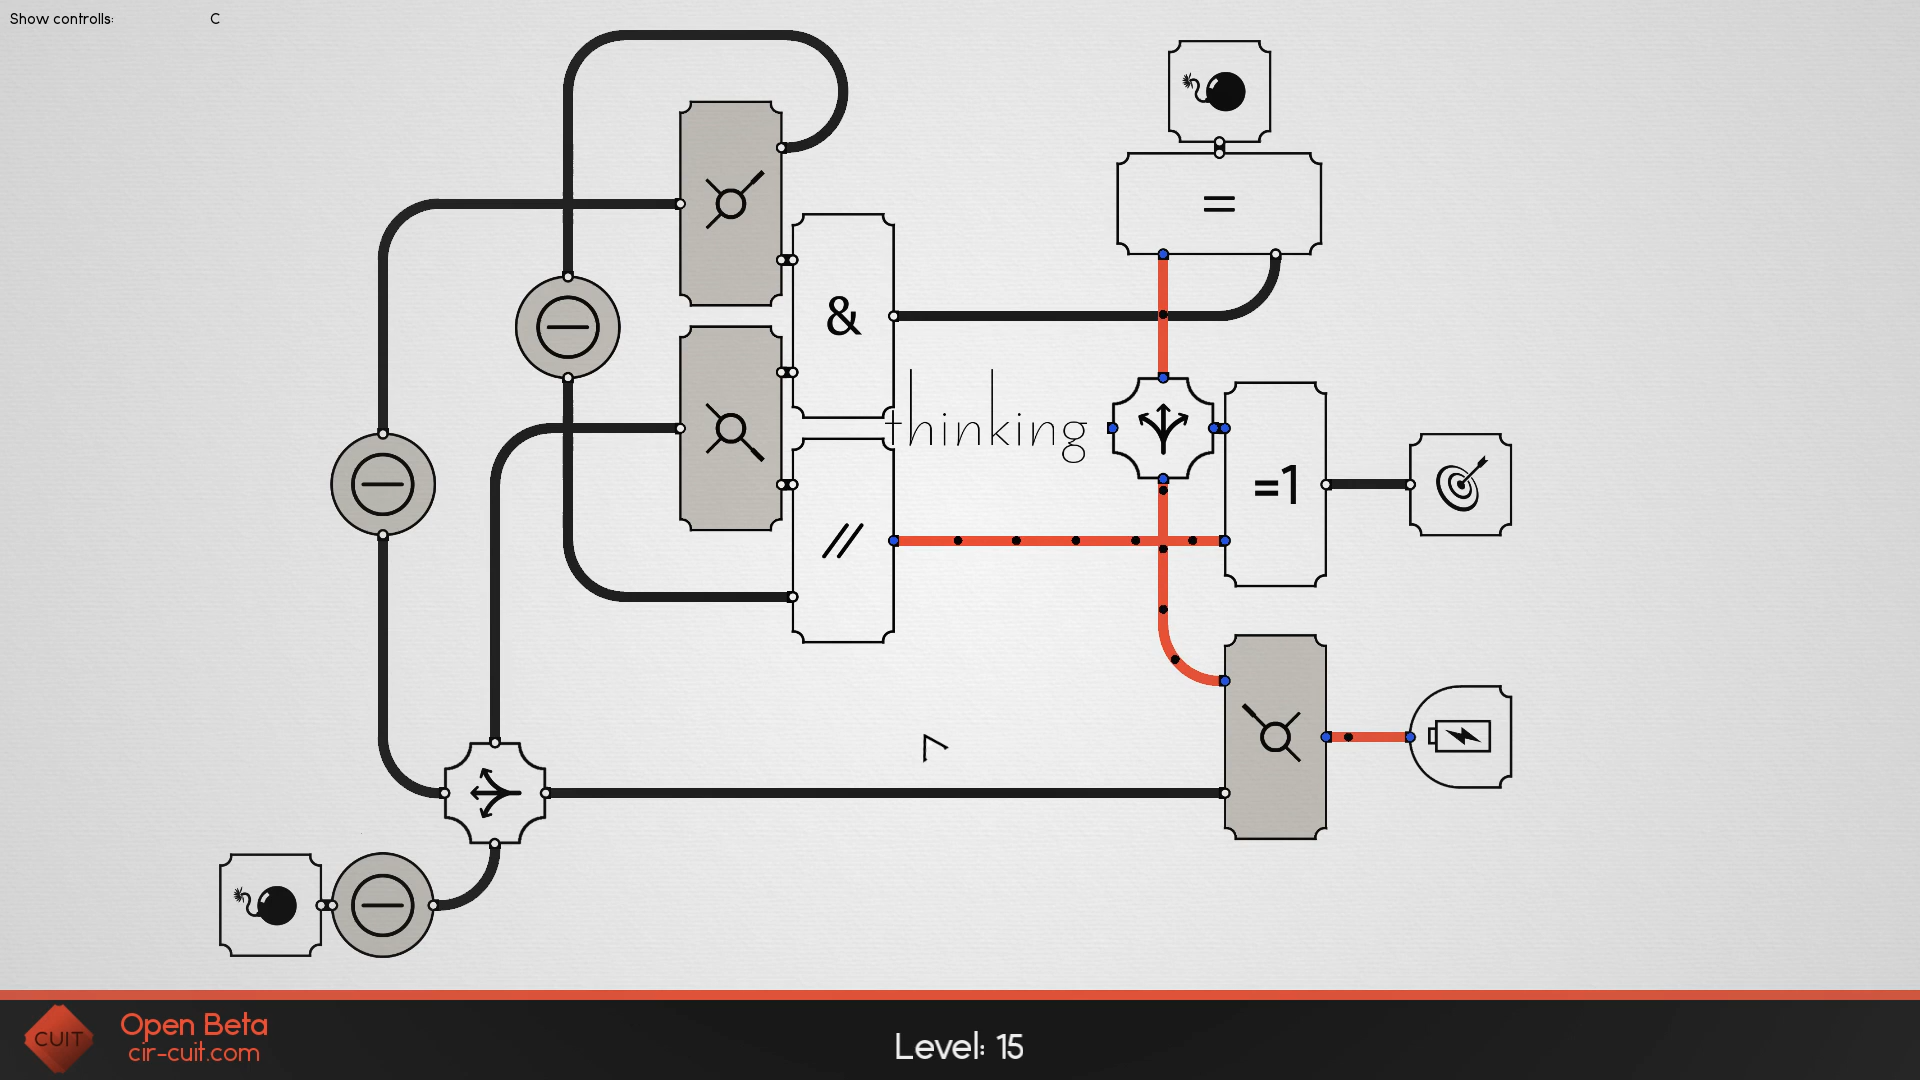 Show controlls: C
=
&
thinking
=1
//
Open Beta
CUIT
cir-cuit.com
Level: 15